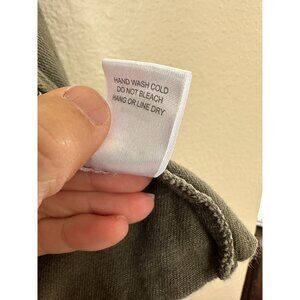 HAND WASH COLD
DO NOT BLEACH
HANG OR LINE DRY